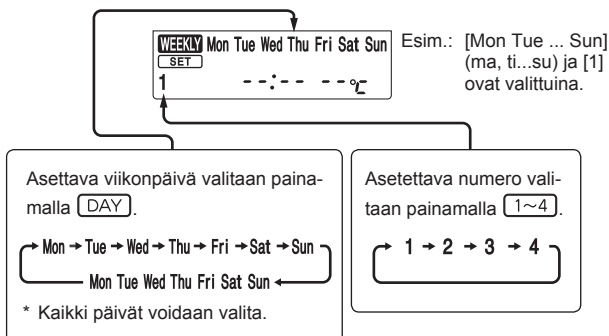 WEEKLY Mon Tue Wed Thu Fri Sat Sun
SET
1 --:-- --°C
Esim.: [Mon Tue ... Sun]
(ma, ti...su) ja [1]
ovat valittuina.
Asettava viikonpäivä valitaan paina-
malla DAY.
→ Mon → Tue → Wed → Thu → Fri → Sat → Sun
Mon Tue Wed Thu Fri Sat Sun ←
* Kaikki päivät voidaan valita.
Asetettava numero vali-
taan painamalla 1~4.
→ 1 → 2 → 3 → 4